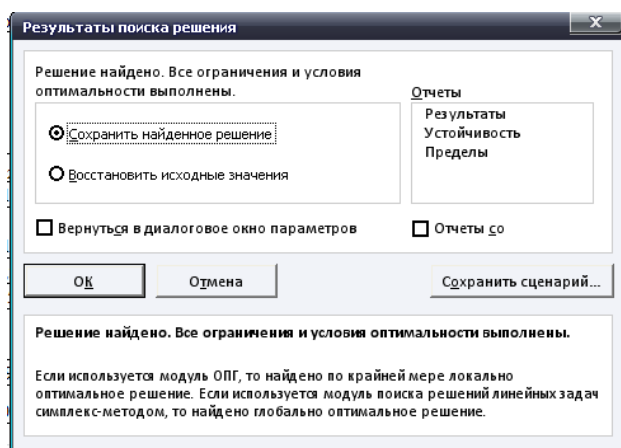 Результаты поиска решения
x
Решение найдено. Все ограничения и условия
оптимальности выполнены.
Отчеты
Сохранить найденное решение
Восстановить исходные значения
Результаты
Устойчивость
Пределы
Вернуться в диалоговое окно параметров
Отчеты со
ОК
Отмена
Сохранить сценарий...
Решение найдено. Все ограничения и условия оптимальности выполнены.
Если используется модуль ОПГ, то найдено по крайней мере локально
оптимальное решение. Если используется модуль поиска решений линейных задач
симплекс-методом, то найдено глобально оптимальное решение.